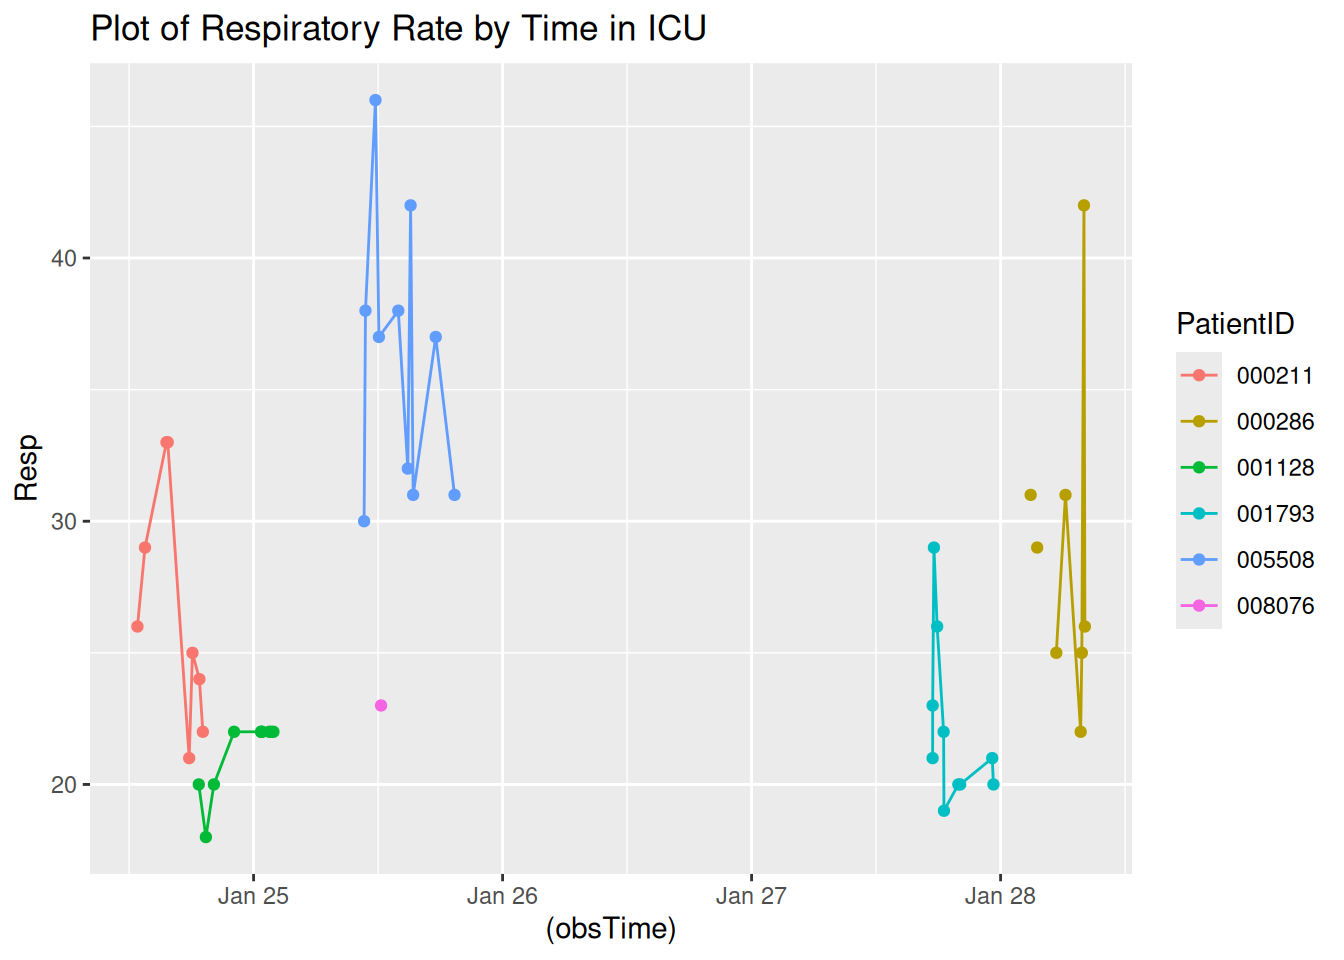 Plot of Respiratory Rate by Time in ICU
Resp
40
30
20
Jan 25
Jan 26
Jan 27
Jan 28
(obsTime)
PatientID
000211
000286
001128
001793
005508
008076